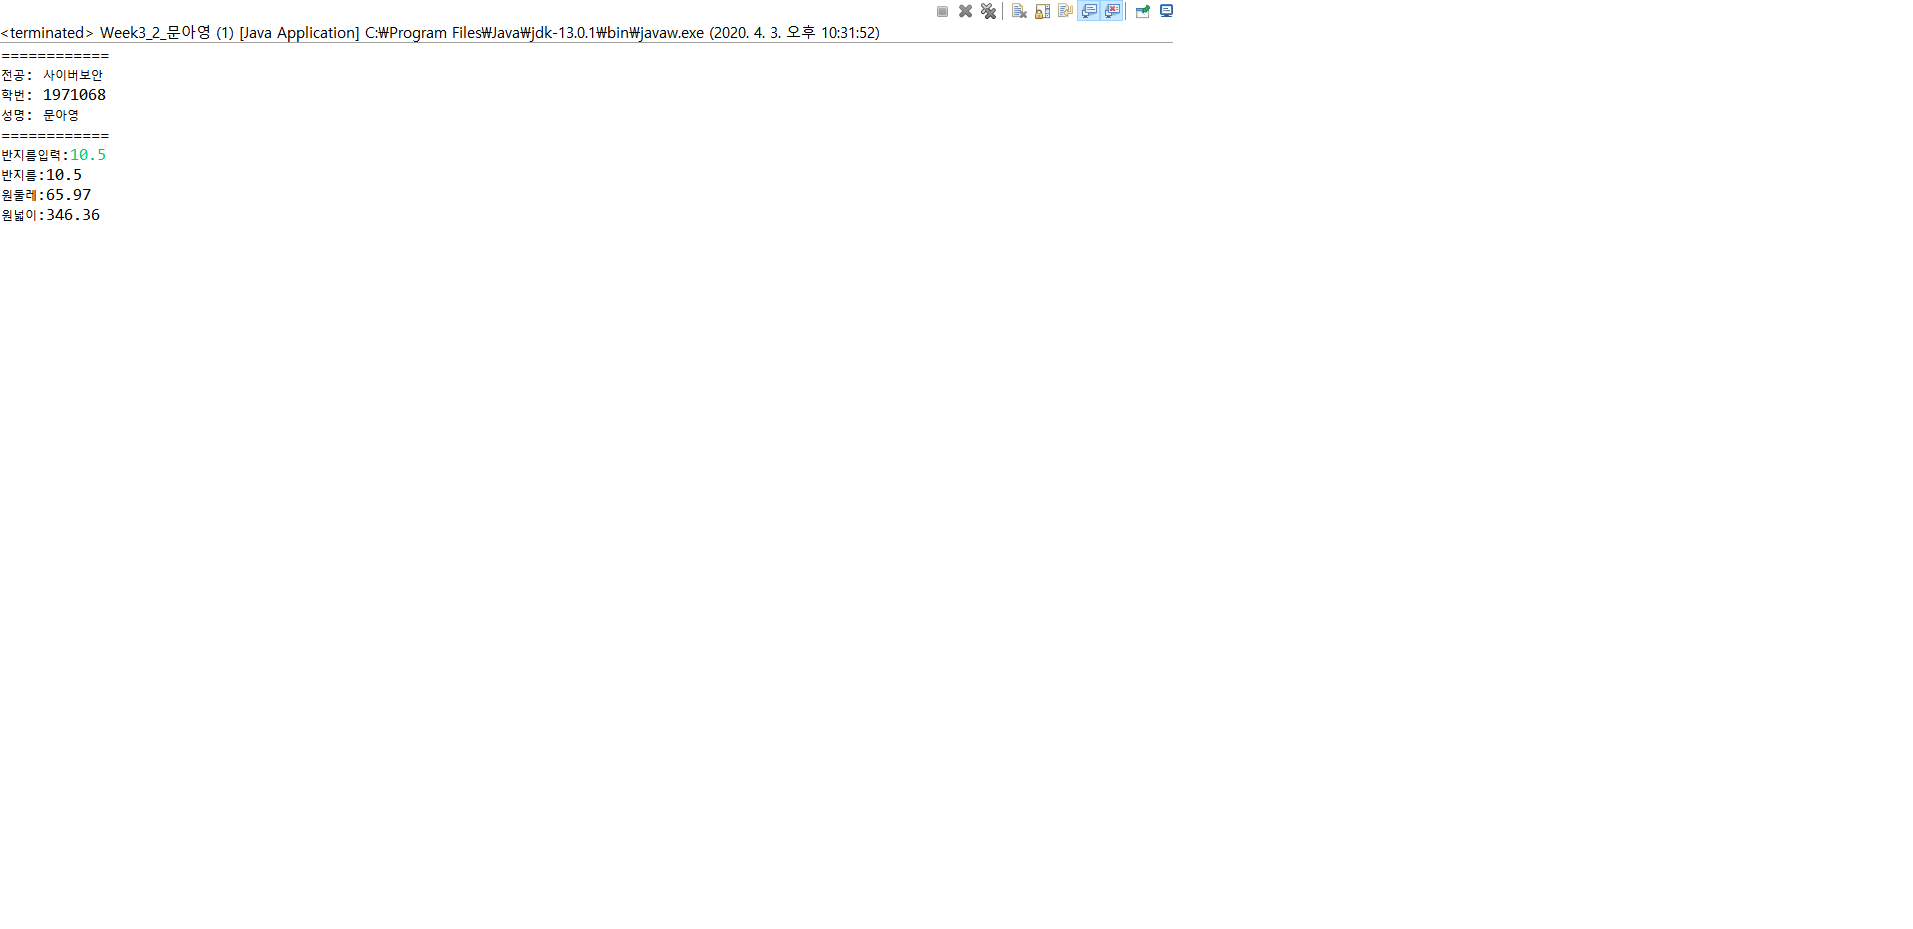 <terminated> Week3_2_문아영 (1) [Java Application] C:₩Program Files₩Java₩jdk-13.0.1₩bin₩javaw.exe (2020. 4. 3. 오후 10:31:52)
============
전공: 사이버보안
학번: 1971068
성명: 문아영
============
반지름입력:10.5
반지름:10.5
원둘레:65.97
원넓이:346.36